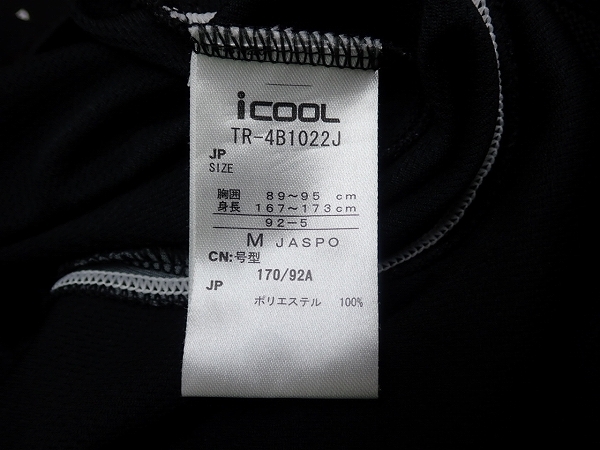 iCOOL
TR-4B1022J
JP
SIZE
胸囲 89～95 cm
身長 167～173cm
92-5
M JASPO
CN:号型
170/92A
JP
ポリエステル 100%